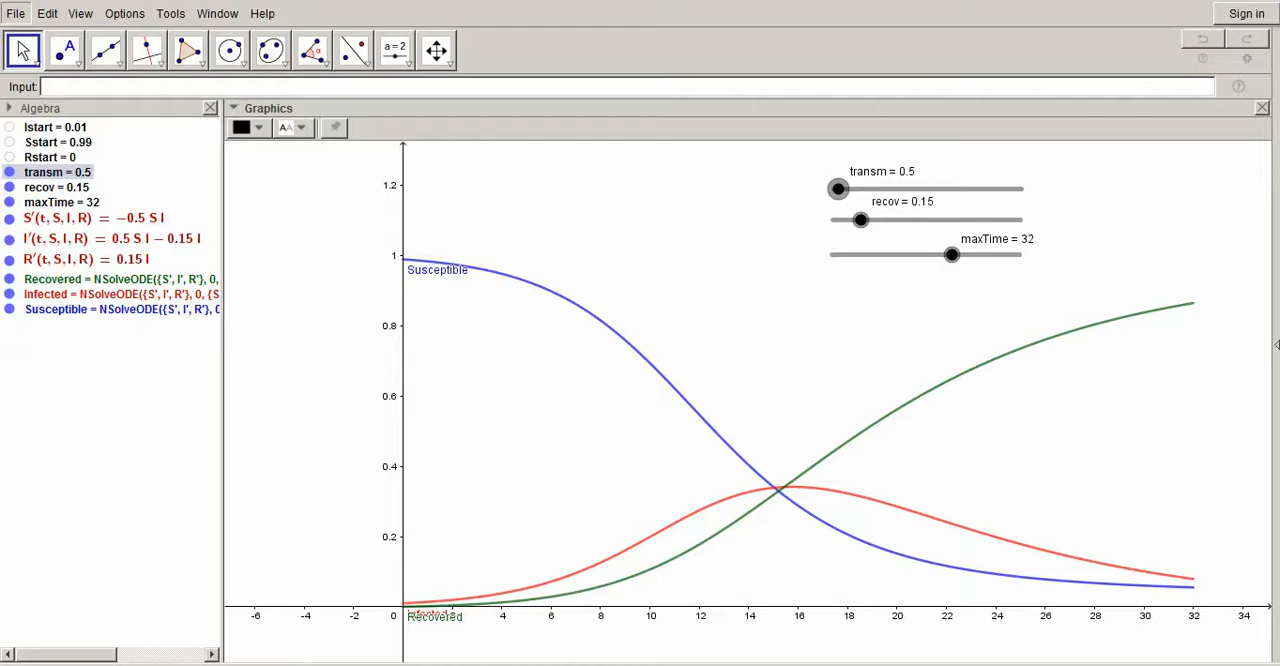 File Edit View Options Tools Window Help
Sign in
A
α
a = 2
Input:
Algebra
Graphics
AA
Istart = 0.01
Sstart = 0.99
Rstart = 0
transm = 0.5
recov = 0.15
maxTime = 32
S′(t, S, I, R) = −0.5 S I
I′(t, S, I, R) = 0.5 S I − 0.15 I
R′(t, S, I, R) = 0.15 I
Recovered = NSolveODE({S', I', R'}, 0,
Infected = NSolveODE({S', I', R'}, 0, {S
Susceptible = NSolveODE({S', I', R'}, 0
transm = 0.5
recov = 0.15
maxTime = 32
1.2
1
Susceptible
0.8
0.6
0.4
0.2
Infected
Recovered
-6 -4 -2 0 2 4 6 8 10 12 14 16 18 20 22 24 26 28 30 32 34